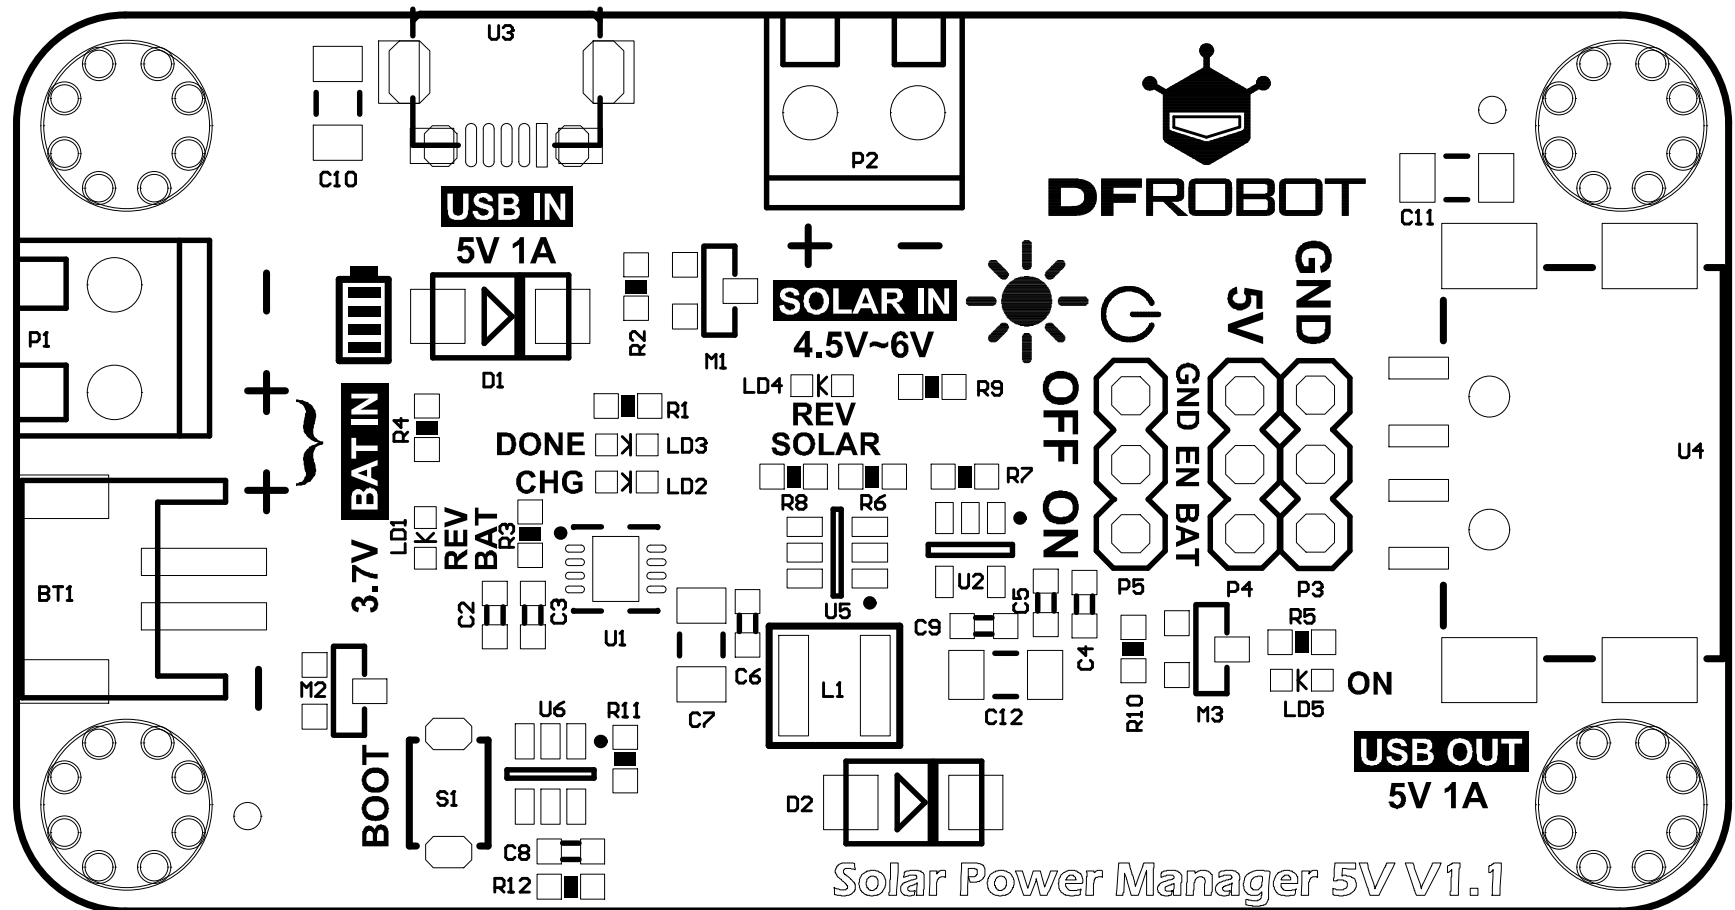 U3
C10
P2
DFROBOT
C11
USB IN
5V 1A
+ −
SOLAR IN
4.5V~6V
5V
GND
P1
−
+
}
+
BAT IN
3.7V
D1
R2
M1
LD4
K
REV
SOLAR
R9
R4
R1
DONE
K
LD3
CHG
K
LD2
OFF ON
GND EN BAT
U4
R8
R6
R7
LD1
K
REV
BAT
R3
BT1
−
C2
C3
U1
U5
U2
C5
C4
C9
C6
P5
P4
P3
R5
K
ON
LD5
M2
C7
L1
C12
R10
M3
U6
R11
BOOT
S1
D2
USB OUT
5V 1A
C8
R12
Solar Power Manager 5V V1.1